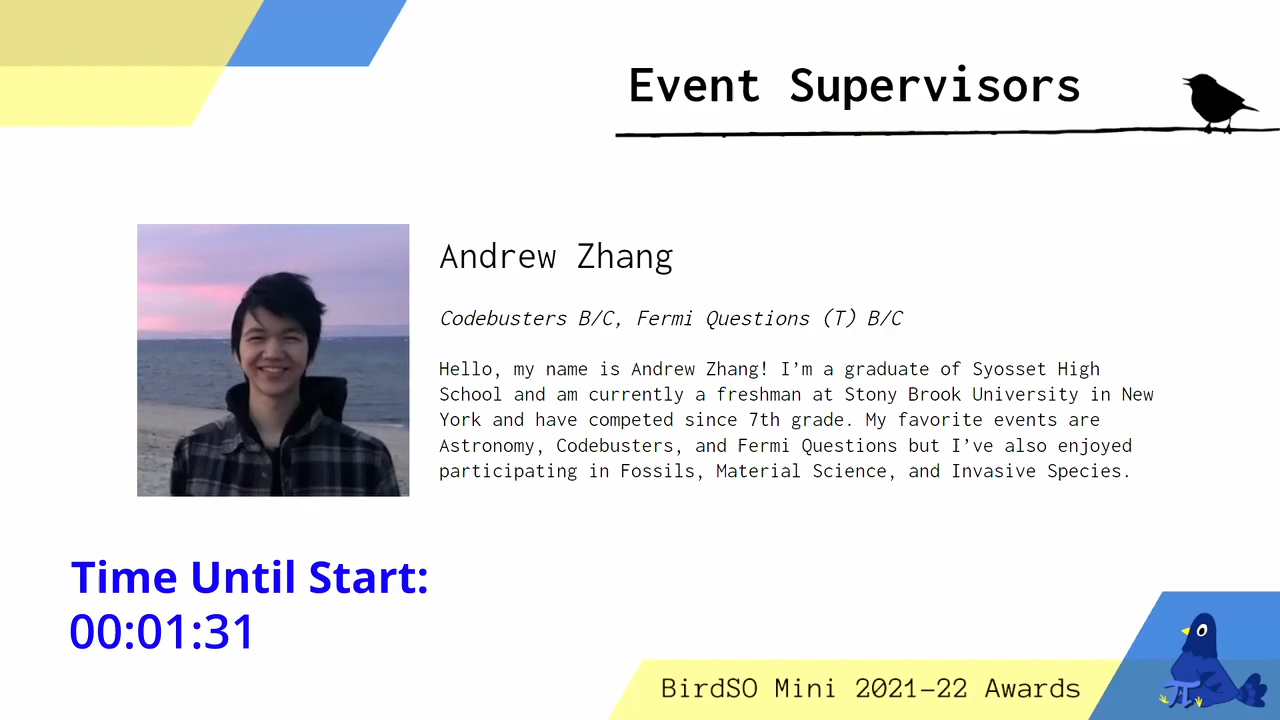 Event Supervisors
Andrew Zhang
Codebusters B/C, Fermi Questions (T) B/C
Hello, my name is Andrew Zhang! I’m a graduate of Syosset High
School and am currently a freshman at Stony Brook University in New
York and have competed since 7th grade. My favorite events are
Astronomy, Codebusters, and Fermi Questions but I’ve also enjoyed
participating in Fossils, Material Science, and Invasive Species.
Time Until Start:
00:01:31
BirdSO Mini 2021-22 Awards
π